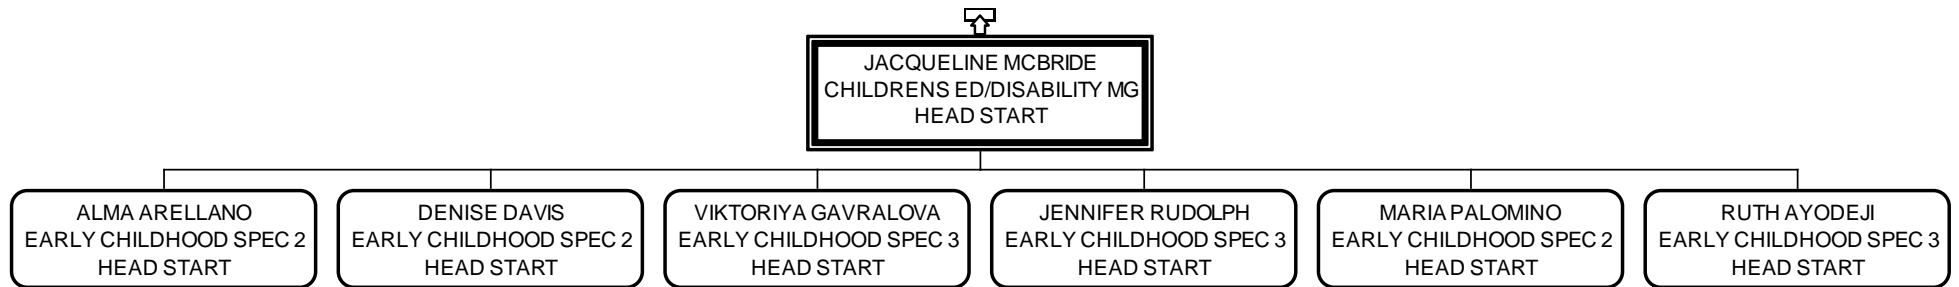 JACQUELINE MCBRIDE
CHILDRENS ED/DISABILITY MG
HEAD START
ALMA ARELLANO
EARLY CHILDHOOD SPEC 2
HEAD START
DENISE DAVIS
EARLY CHILDHOOD SPEC 2
HEAD START
VIKTORIYA GAVRALOVA
EARLY CHILDHOOD SPEC 3
HEAD START
JENNIFER RUDOLPH
EARLY CHILDHOOD SPEC 3
HEAD START
MARIA PALOMINO
EARLY CHILDHOOD SPEC 2
HEAD START
RUTH AYODEJI
EARLY CHILDHOOD SPEC 3
HEAD START